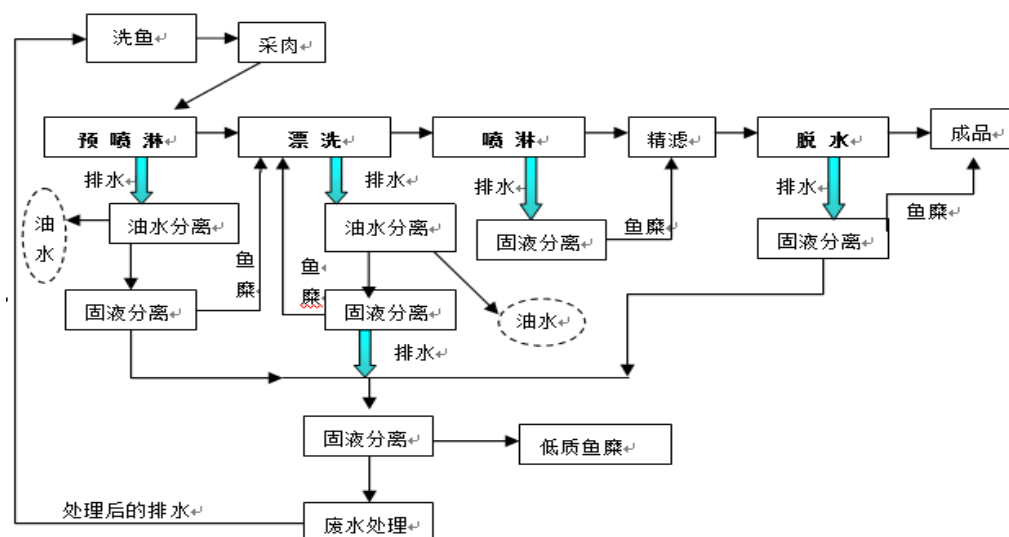 洗鱼
采肉
预喷淋
漂洗
喷淋
精滤
脱水
成品
排水
排水
排水
排水
鱼糜
鱼糜
油
水
油水分离
油水分离
固液分离
固液分离
鱼
糜
鱼
糜
固液分离
固液分离
油水
排水
固液分离
低质鱼糜
处理后的排水
废水处理